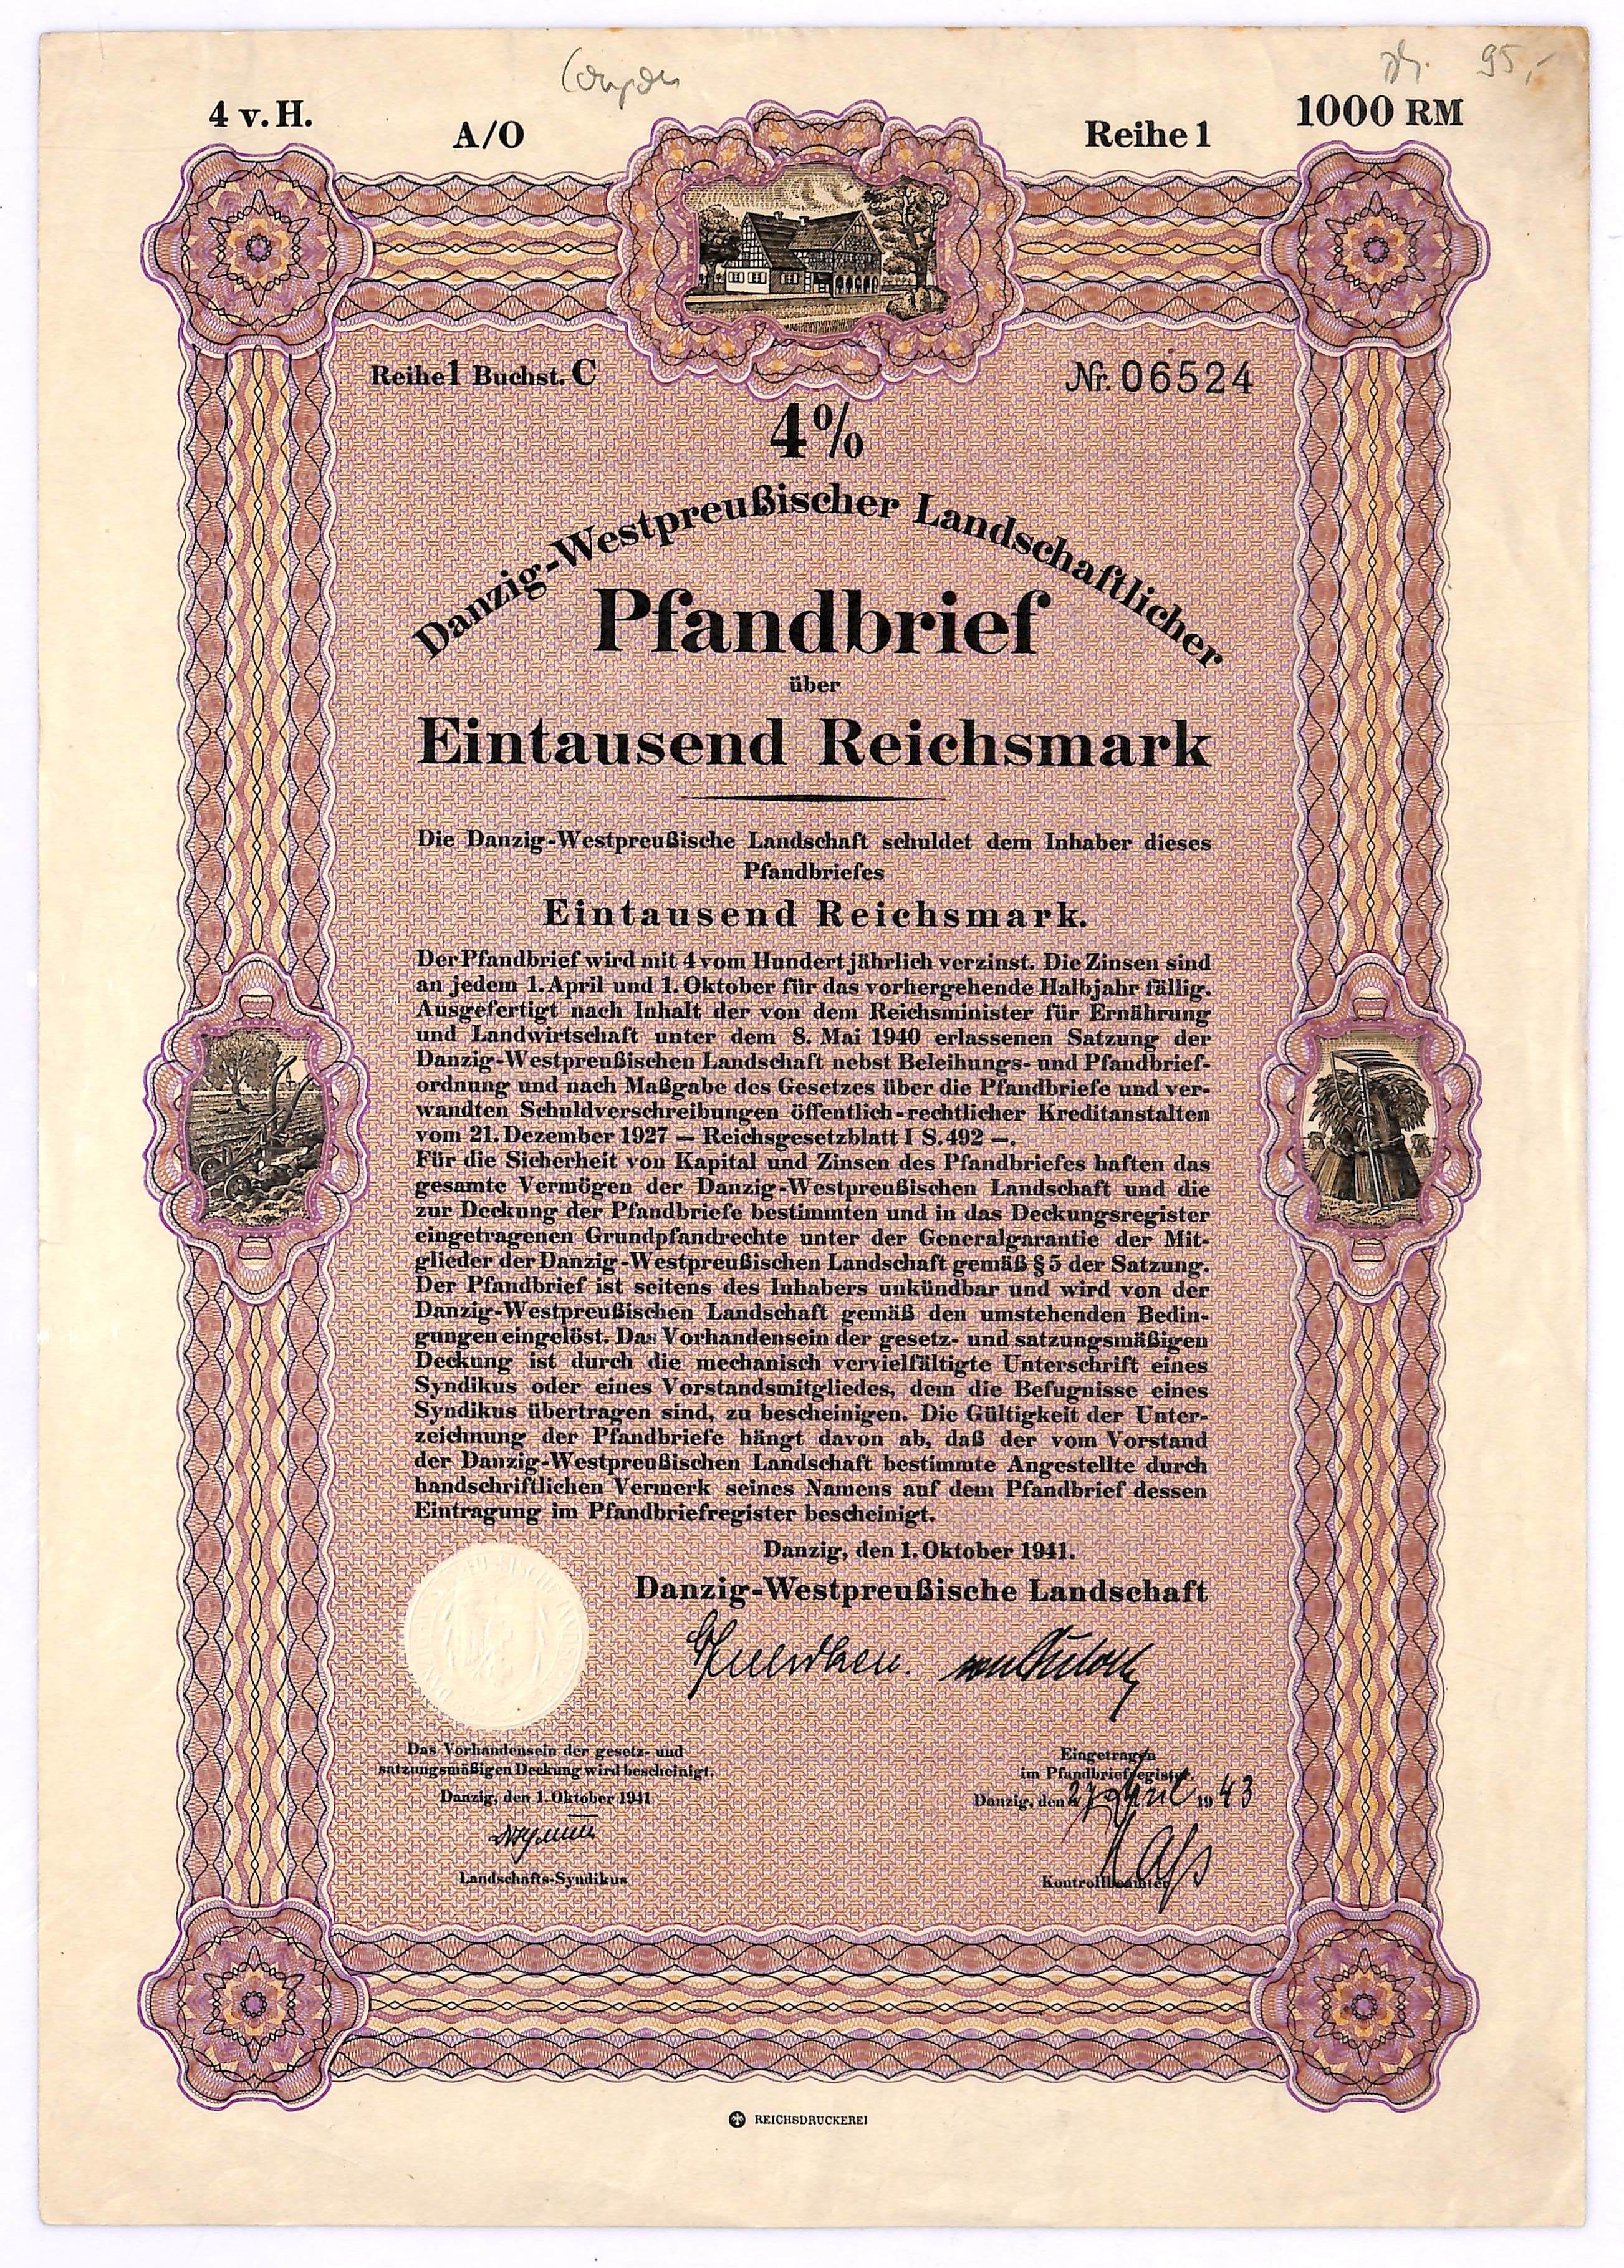 Coupon
95,-
4 v. H.
A/O
Reihe 1
1000 RM
Reihe 1 Buchst. C
Nr. 06524
4%
Danzig-Westpreußischer Landschaftlicher
Pfandbrief
über
Eintausend Reichsmark
Die Danzig-Westpreußische Landschaft schuldet dem Inhaber dieses
Pfandbriefes
Eintausend Reichsmark.
Der Pfandbrief wird mit 4 vom Hundert jährlich verzinst. Die Zinsen sind
an jedem 1. April und 1. Oktober für das vorhergehende Halbjahr fällig.
Ausgefertigt nach Inhalt der von dem Reichsminister für Ernährung
und Landwirtschaft unter dem 8. Mai 1940 erlassenen Satzung der
Danzig-Westpreußischen Landschaft nebst Beleihungs- und Pfandbrief-
ordnung und nach Maßgabe des Gesetzes über die Pfandbriefe und ver-
wandten Schuldverschreibungen öffentlich-rechtlicher Kreditanstalten
vom 21. Dezember 1927 — Reichsgesetzblatt I S. 492 —.
Für die Sicherheit von Kapital und Zinsen des Pfandbriefes haften das
gesamte Vermögen der Danzig-Westpreußischen Landschaft und die
zur Deckung der Pfandbriefe bestimmten und in das Deckungsregister
eingetragenen Grundpfandrechte unter der Generalgarantie der Mit-
glieder der Danzig-Westpreußischen Landschaft gemäß § 5 der Satzung.
Der Pfandbrief ist seitens des Inhabers unkündbar und wird von der
Danzig-Westpreußischen Landschaft gemäß den umstehenden Bedin-
gungen eingelöst. Das Vorhandensein der gesetz- und satzungsmäßigen
Deckung ist durch die mechanisch vervielfältigte Unterschrift eines
Syndikus oder eines Vorstandsmitgliedes, dem die Befugnisse eines
Syndikus übertragen sind, zu bescheinigen. Die Gültigkeit der Unter-
zeichnung der Pfandbriefe hängt davon ab, daß der vom Vorstand
der Danzig-Westpreußischen Landschaft bestimmte Angestellte durch
handschriftlichen Vermerk seines Namens auf dem Pfandbrief dessen
Eintragung im Pfandbriefregister bescheinigt.
Danzig, den 1. Oktober 1941.
Danzig-Westpreußische Landschaft
Das Vorhandensein der gesetz- und
satzungsmäßigen Deckung wird bescheinigt.
Danzig, den 1. Oktober 1941
Landschafts-Syndikus
Eingetragen
im Pfandbriefregister.
Danzig, den 27. April 1943
Kontrollbeamter
REICHSDRUCKEREI